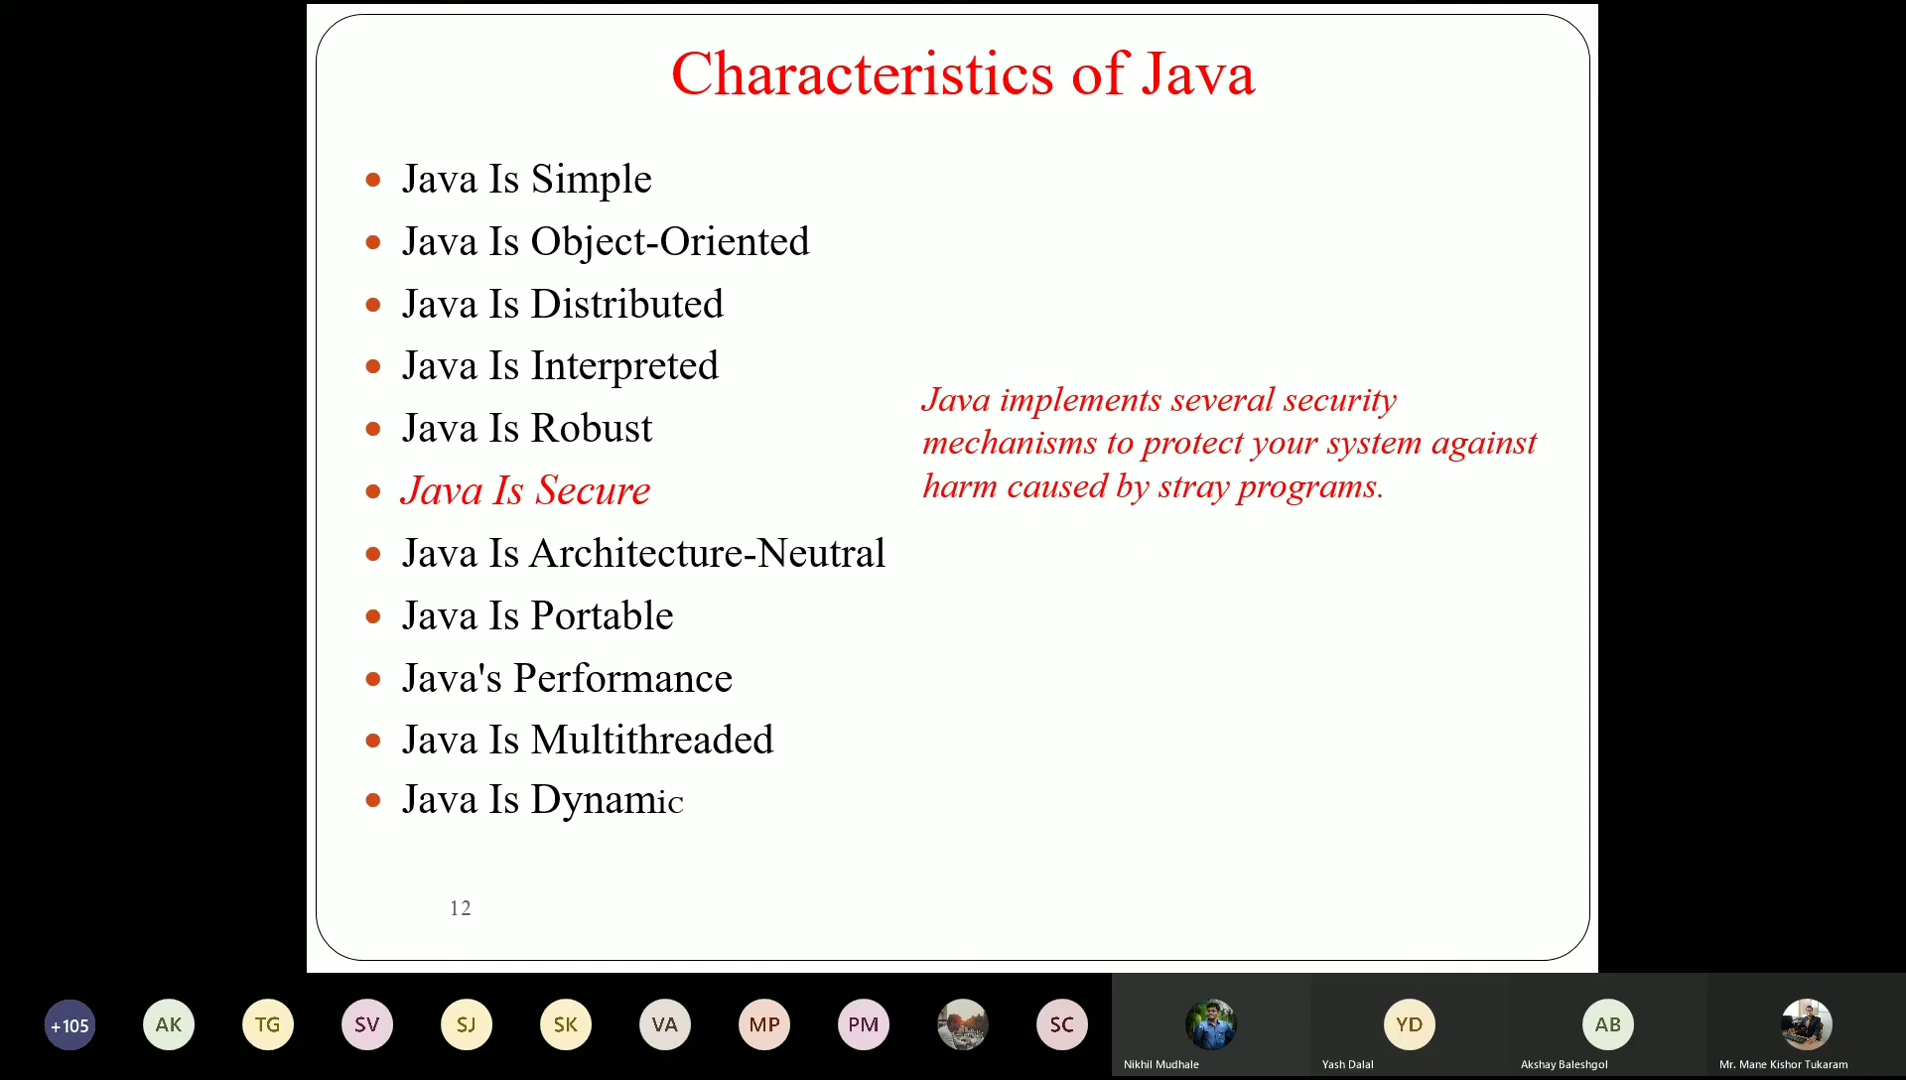 Characteristics of Java
Java Is Simple
Java Is Object-Oriented
Java Is Distributed
Java Is Interpreted
Java Is Robust
Java Is Secure
Java Is Architecture-Neutral
Java Is Portable
Java's Performance
Java Is Multithreaded
Java Is Dynamic
Java implements several security
mechanisms to protect your system against
harm caused by stray programs.
12
+105
AK
TG
SV
SJ
SK
VA
MP
PM
SC
Nikhil Mudhale
YD
Yash Dalal
AB
Akshay Baleshgol
Mr. Mane Kishor Tukaram